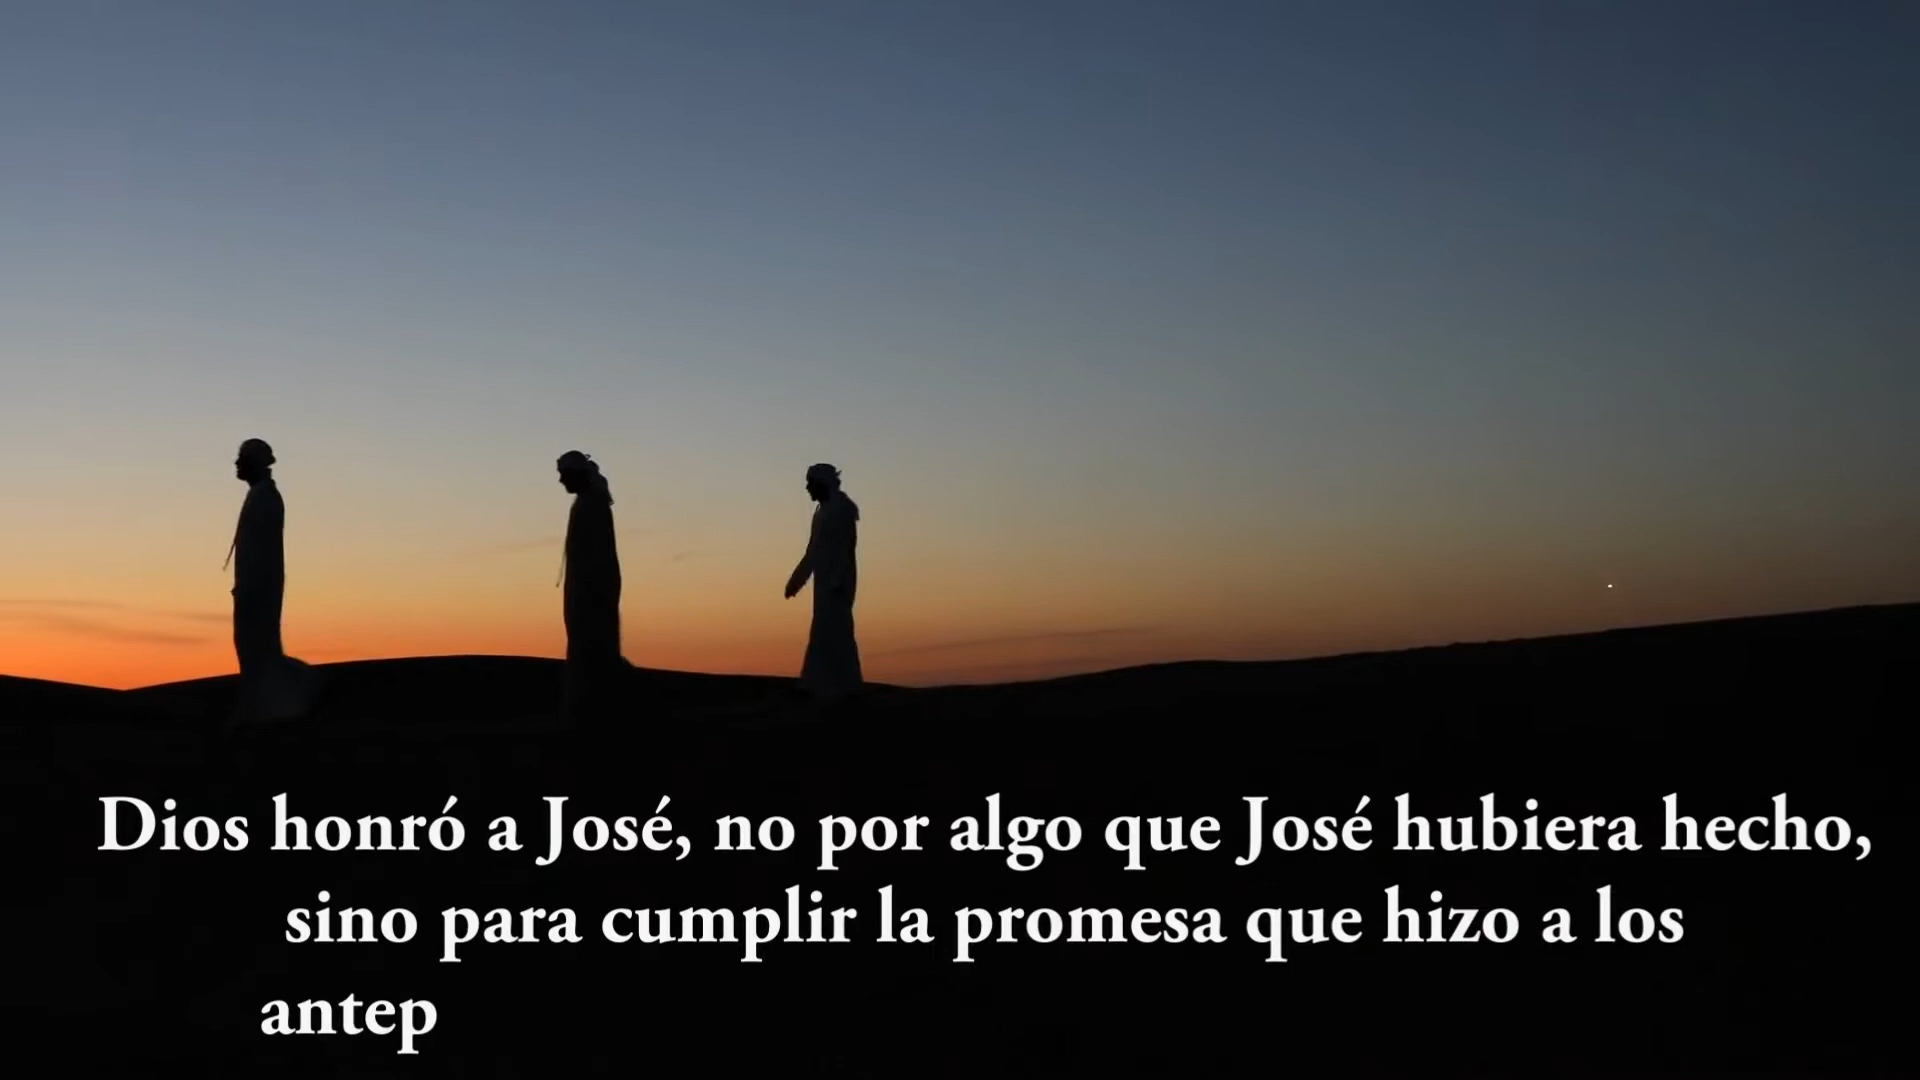 Dios honró a José, no por algo que José hubiera hecho,
sino para cumplir la promesa que hizo a los
antep